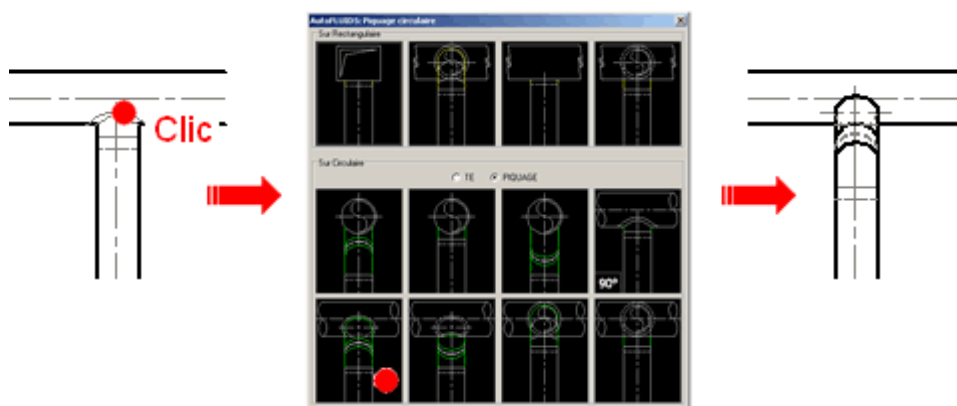 AutoFLUIDS: Piquage circulaire
Sur Rectangulaire
Clic
Sur Circulaire
TE PIQUAGE
90°